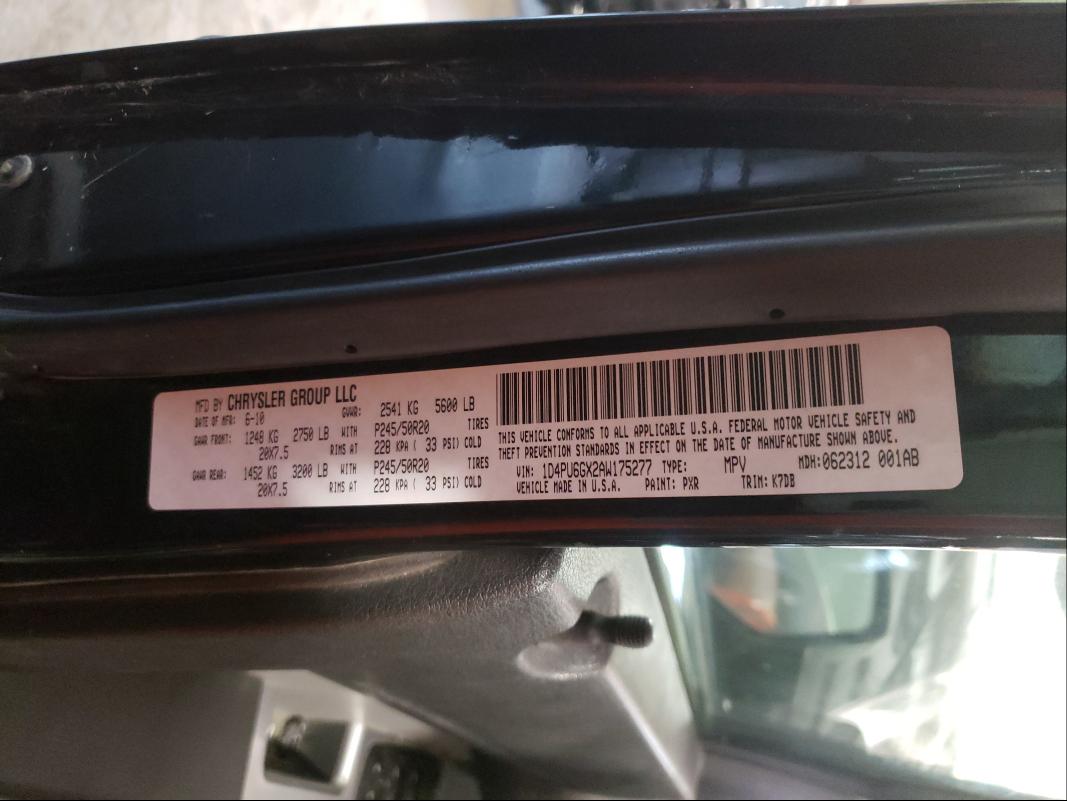 MFD BY CHRYSLER GROUP LLC
DATE OF MFR: 6-10 GVWR: 2541 KG 5600 LB
GAWR FRONT: 1248 KG 2750 LB WITH P245/50R20 TIRES
20X7.5 RIMS AT 228 KPA ( 33 PSI) COLD
GAWR REAR: 1452 KG 3200 LB WITH P245/50R20 TIRES
20X7.5 RIMS AT 228 KPA ( 33 PSI) COLD
THIS VEHICLE CONFORMS TO ALL APPLICABLE U.S.A. FEDERAL MOTOR VEHICLE SAFETY AND
THEFT PREVENTION STANDARDS IN EFFECT ON THE DATE OF MANUFACTURE SHOWN ABOVE.
VIN: 1D4PU6GX2AW175277 TYPE: MPV MDH:062312 001AB
VEHICLE MADE IN U.S.A. PAINT: PXR TRIM: K7DB